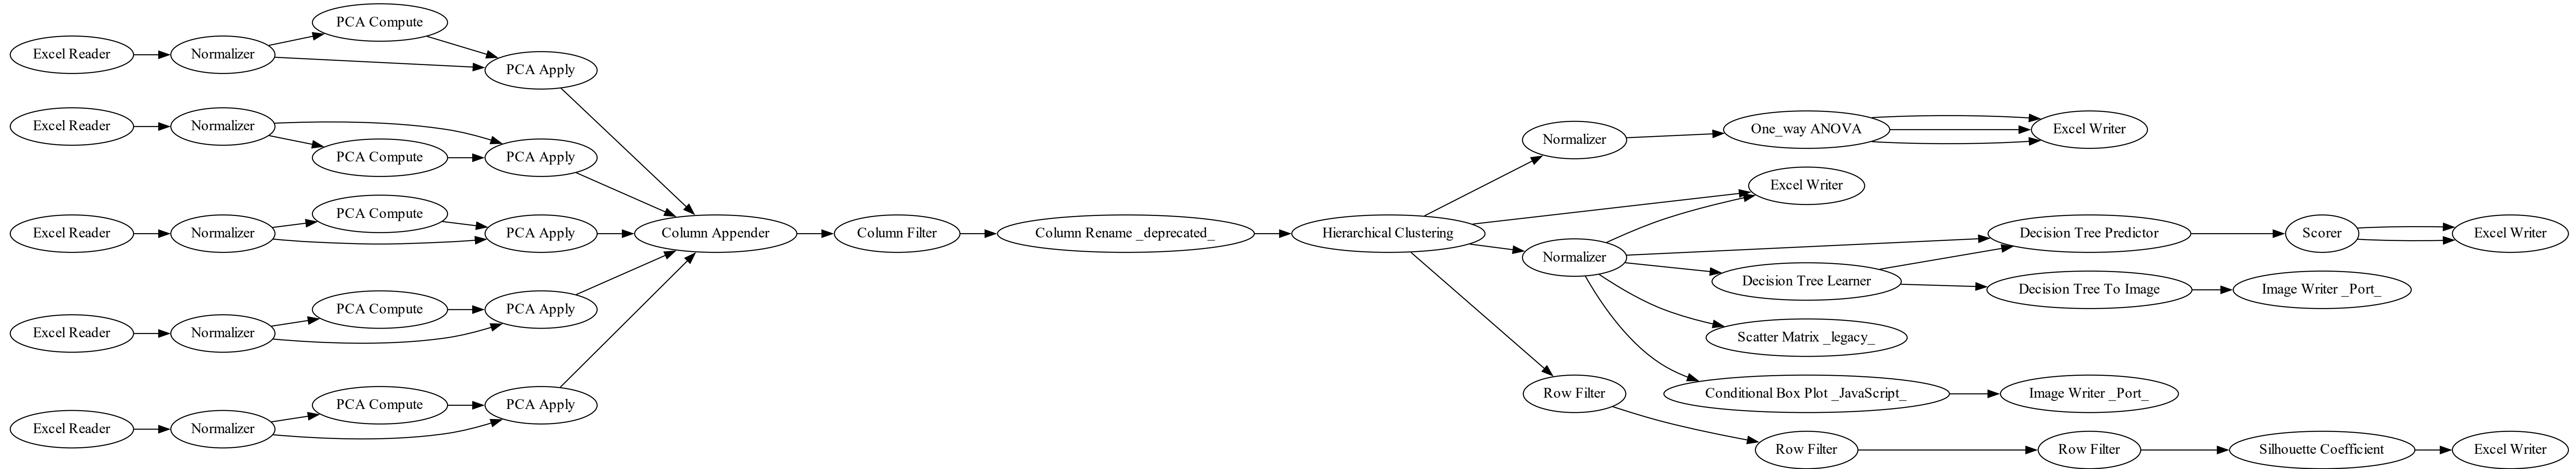 PCA Compute
Excel Reader
Normalizer
PCA Apply
Excel Reader
Normalizer
PCA Compute
PCA Apply
Excel Reader
Normalizer
PCA Compute
PCA Apply
Excel Reader
Normalizer
PCA Compute
PCA Apply
Excel Reader
Normalizer
PCA Compute
PCA Apply
Column Appender
Column Filter
Column Rename _deprecated_
Hierarchical Clustering
Normalizer
One_way ANOVA
Excel Writer
Excel Writer
Normalizer
Decision Tree Predictor
Scorer
Excel Writer
Decision Tree Learner
Decision Tree To Image
Image Writer _Port_
Scatter Matrix _legacy_
Conditional Box Plot _JavaScript_
Image Writer _Port_
Row Filter
Row Filter
Row Filter
Silhouette Coefficient
Excel Writer